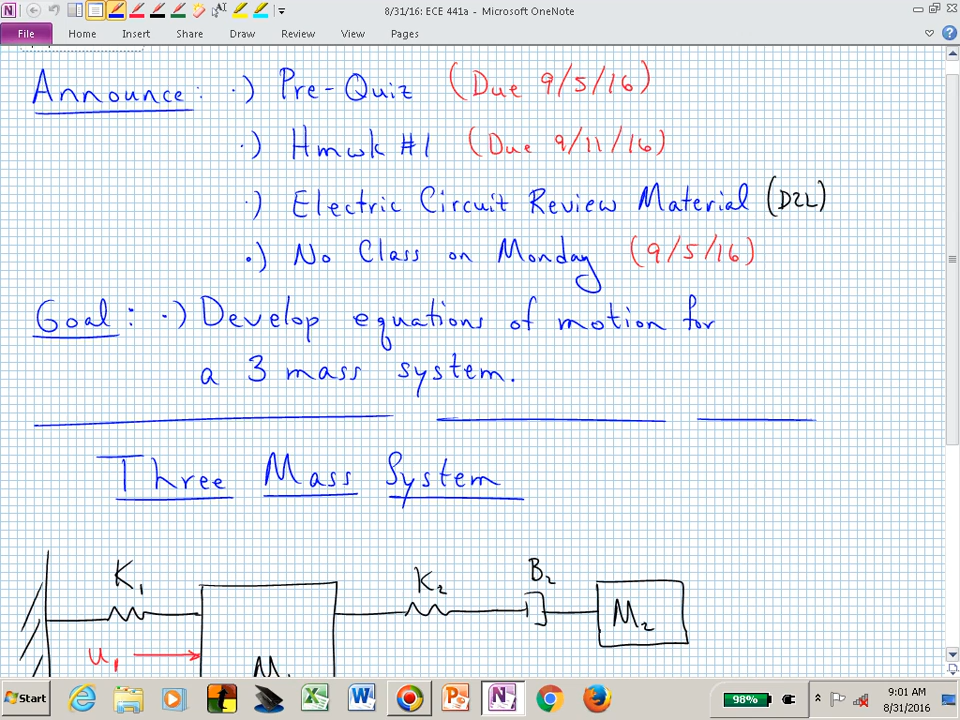 8/31/16: ECE 441a - Microsoft OneNote
File Home Insert Share Draw Review View Pages
Announce: ·) Pre-Quiz (Due 9/5/16)
·) Hmwk #1 (Due 9/11/16)
·) Electric Circuit Review Material (D2L)
·) No Class on Monday (9/5/16)
Goal: ·) Develop equations of motion for
a 3 mass system.
Three Mass System
K1 K2 B2
M2
u1
98% 9:01 AM
Start 8/31/2016